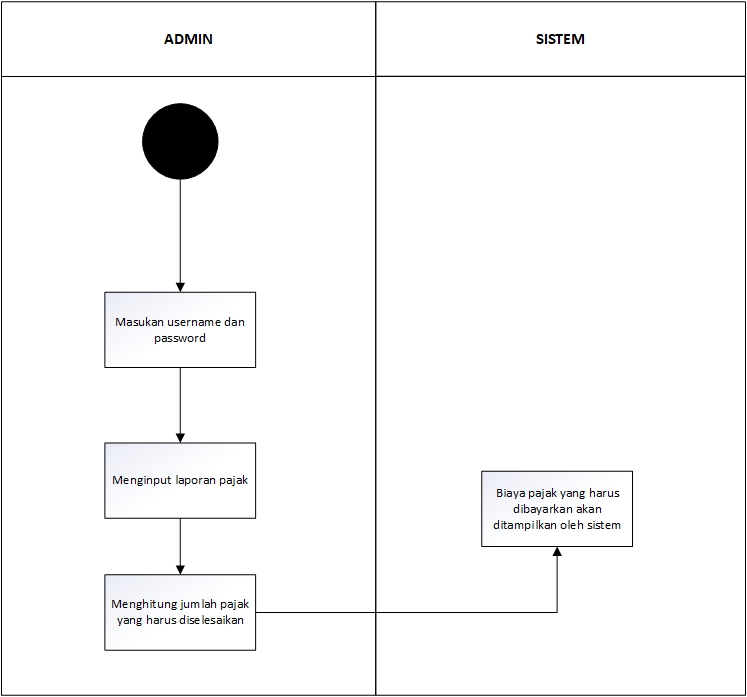 ADMIN
SISTEM
Masukan username dan
password
Menginput laporan pajak
Menghitung jumlah pajak
yang harus diselesaikan
Biaya pajak yang harus
dibayarkan akan
ditampilkan oleh sistem